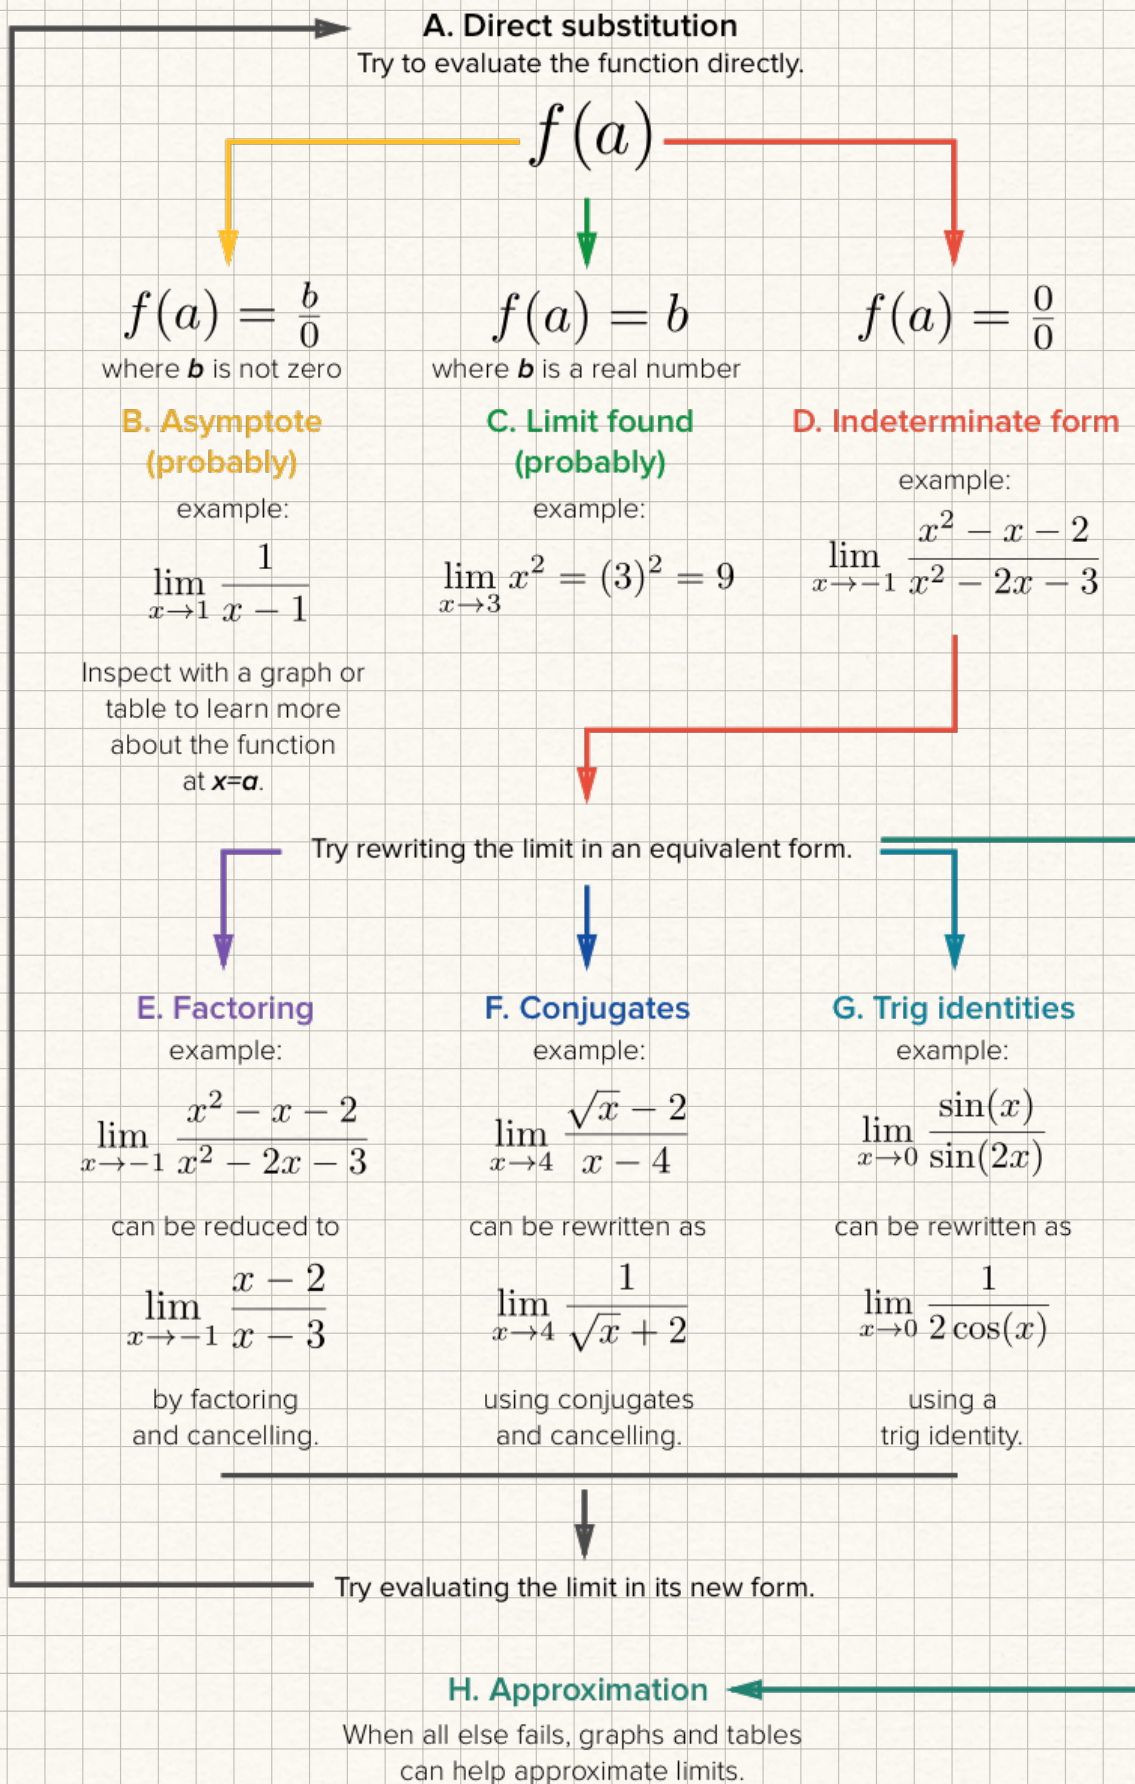 A. Direct substitution
Try to evaluate the function directly.
f(a)
f(a) = b/0
where b is not zero
B. Asymptote
(probably)
example:
lim x→1 1/(x − 1)
Inspect with a graph or
table to learn more
about the function
at x=a.
f(a) = b
where b is a real number
C. Limit found
(probably)
example:
lim x→3 x² = (3)² = 9
f(a) = 0/0
D. Indeterminate form
example:
lim x→−1 (x² − x − 2)/(x² − 2x − 3)
Try rewriting the limit in an equivalent form.
E. Factoring
example:
lim x→−1 (x² − x − 2)/(x² − 2x − 3)
can be reduced to
lim x→−1 (x − 2)/(x − 3)
by factoring
and cancelling.
F. Conjugates
example:
lim x→4 (√x − 2)/(x − 4)
can be rewritten as
lim x→4 1/(√x + 2)
using conjugates
and cancelling.
G. Trig identities
example:
lim x→0 sin(x)/sin(2x)
can be rewritten as
lim x→0 1/(2 cos(x))
using a
trig identity.
Try evaluating the limit in its new form.
H. Approximation
When all else fails, graphs and tables
can help approximate limits.